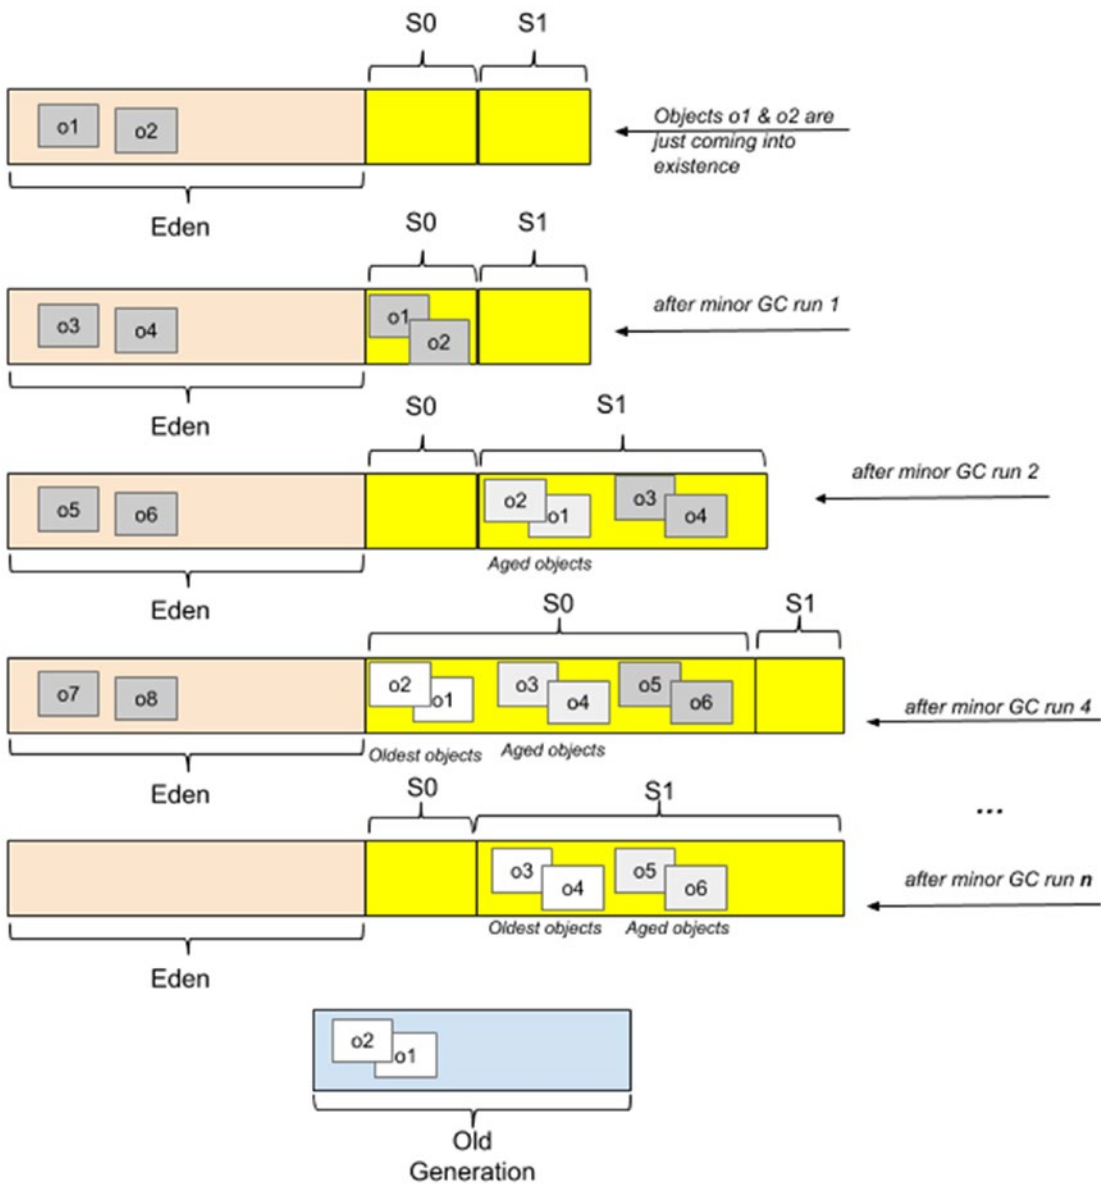 S0 S1
o1 o2
Objects o1 & o2 are
just coming into
existence
Eden
S0 S1
o3 o4 o1 o2
after minor GC run 1
Eden
S0 S1
o5 o6 o2 o1 o3 o4
after minor GC run 2
Aged objects
Eden
S0 S1
o7 o8 o2 o1 o3 o4 o5 o6
after minor GC run 4
Oldest objects Aged objects
Eden
S0 S1
...
o3 o4 o5 o6
after minor GC run n
Oldest objects Aged objects
Eden
o2 o1
Old
Generation